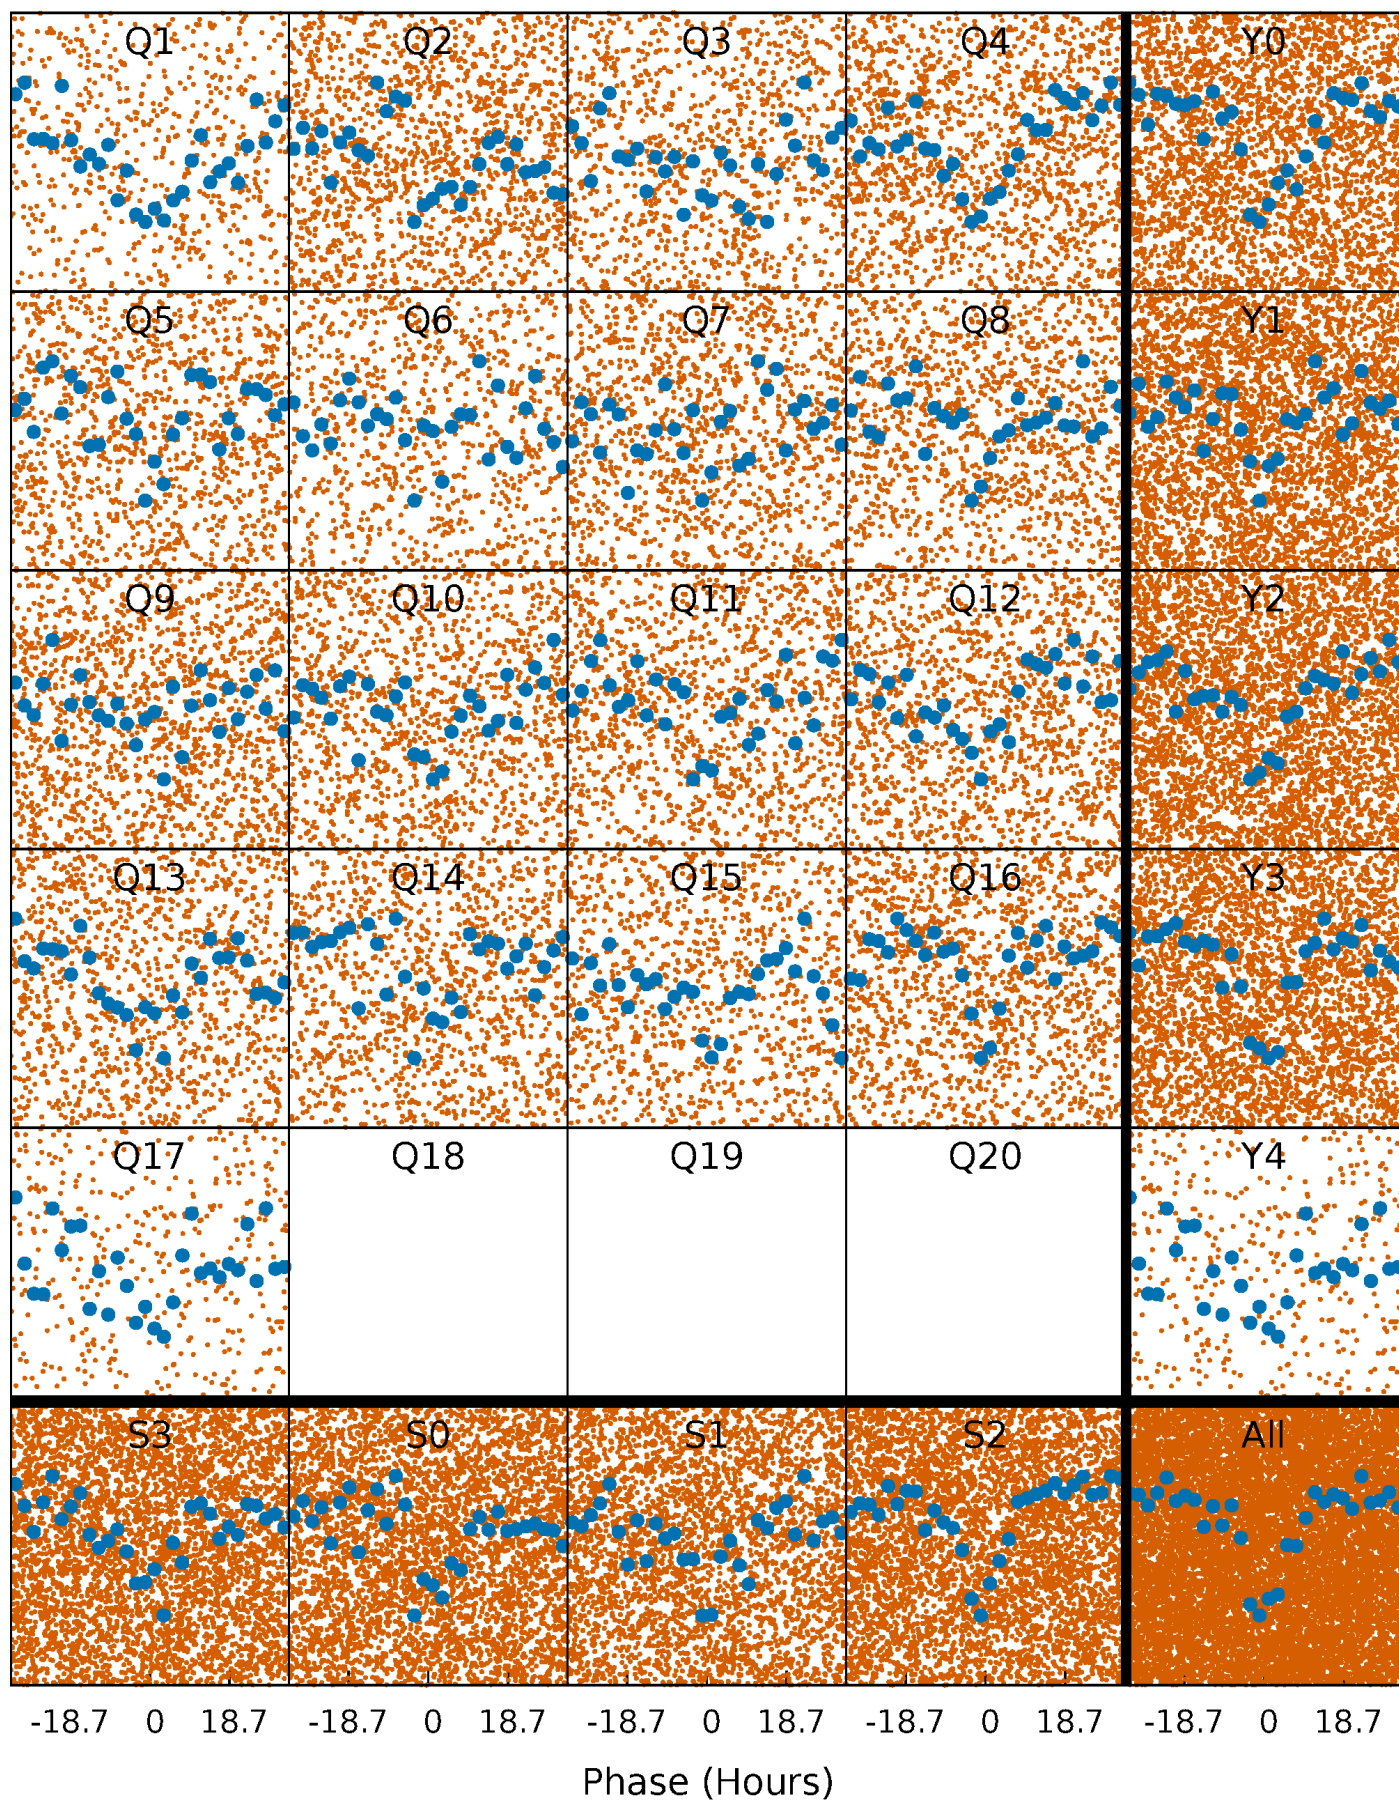 Q1 Q2 Q3 Q4 Y0
Q5 Q6 Q7 Q8 Y1
Q9 Q10 Q11 Q12 Y2
Q13 Q14 Q15 Q16 Y3
Q17 Q18 Q19 Q20 Y4
S3 S0 S1 S2 All
-18.7 0 18.7 -18.7 0 18.7 -18.7 0 18.7 -18.7 0 18.7 -18.7 0 18.7
Phase (Hours)